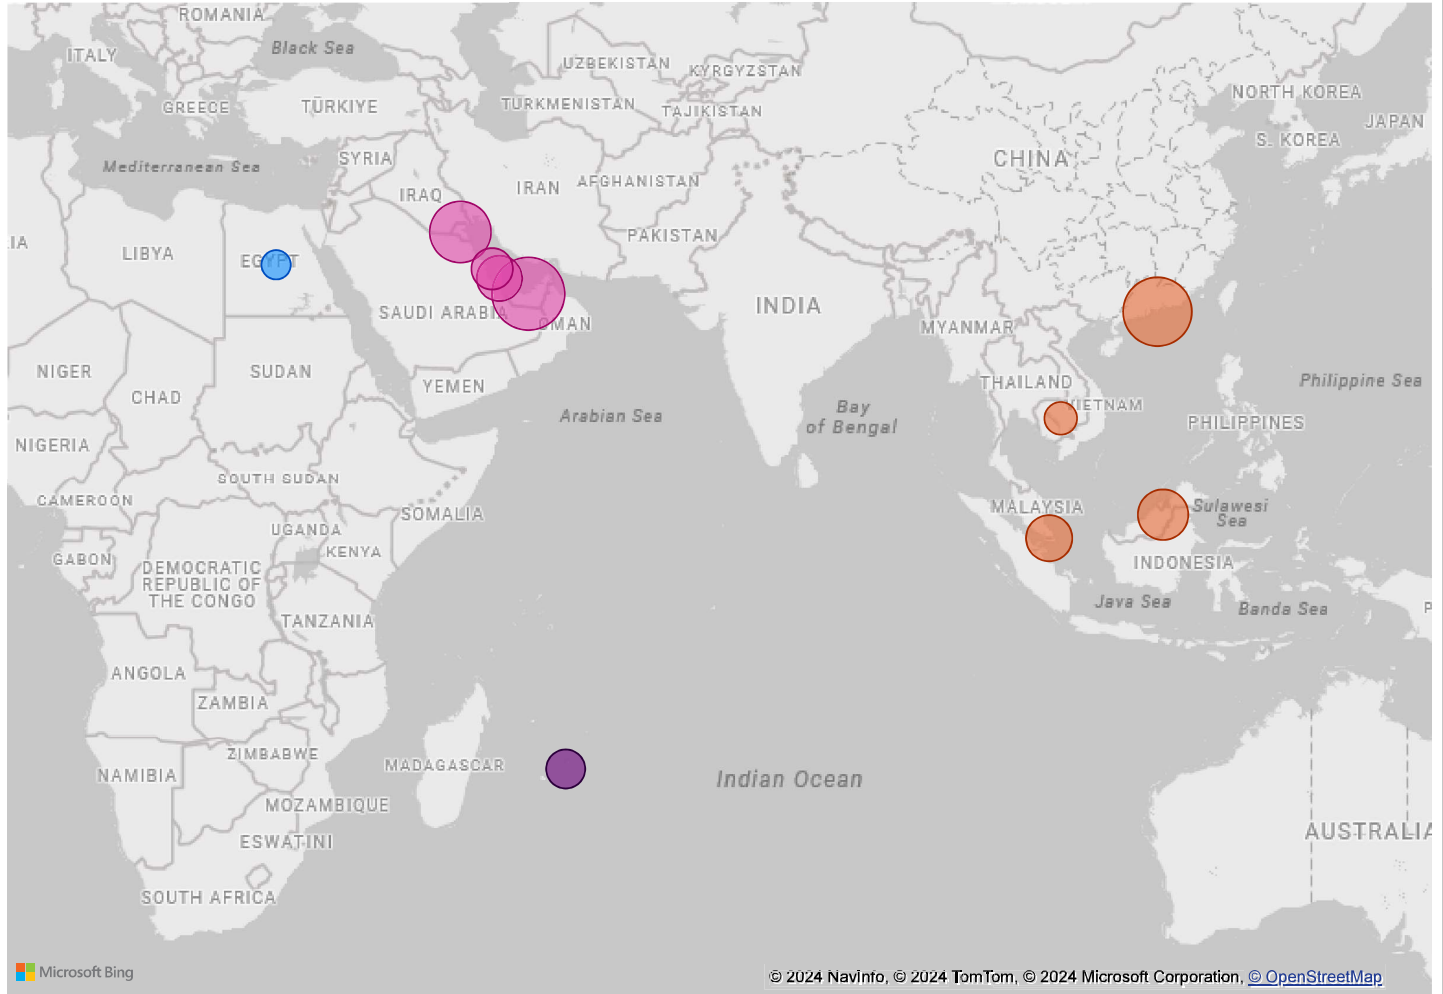 ROMANIA
Black Sea
ITALY
UZBEKISTAN
KYRGYZSTAN
NORTH KOREA
GREECE
TÜRKIYE
TURKMENISTAN
TAJIKISTAN
JAPAN
S. KOREA
Mediterranean Sea
SYRIA
CHINA
IRAQ
IRAN
AFGHANISTAN
PAKISTAN
IA
LIBYA
EGYPT
INDIA
SAUDI ARABIA
OMAN
MYANMAR
NIGER
SUDAN
YEMEN
THAILAND
Philippine Sea
CHAD
Arabian Sea
Bay
of Bengal
VIETNAM
PHILIPPINES
NIGERIA
SOUTH SUDAN
CAMEROON
SOMALIA
MALAYSIA
Sulawesi
Sea
UGANDA
KENYA
GABON
DEMOCRATIC
REPUBLIC OF
THE CONGO
INDONESIA
Java Sea
Banda Sea
P
TANZANIA
ANGOLA
ZAMBIA
ZIMBABWE
MADAGASCAR
NAMIBIA
Indian Ocean
MOZAMBIQUE
ESWATINI
AUSTRALIA
SOUTH AFRICA
Microsoft Bing
© 2024 NavInfo, © 2024 TomTom, © 2024 Microsoft Corporation, © OpenStreetMap